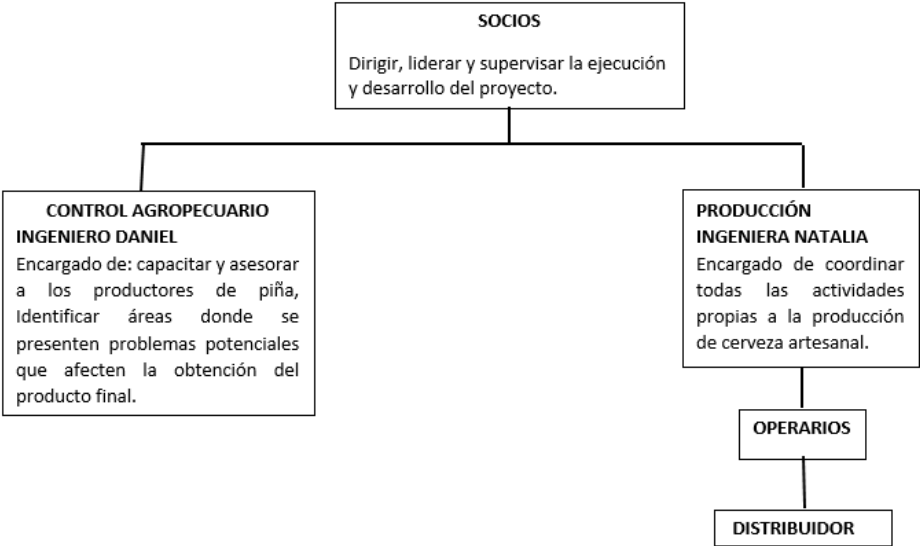 SOCIOS
Dirigir, liderar y supervisar la ejecución
y desarrollo del proyecto.
CONTROL AGROPECUARIO
INGENIERO DANIEL
Encargado de: capacitar y asesorar
a los productores de piña,
Identificar áreas donde se
presenten problemas potenciales
que afecten la obtención del
producto final.
PRODUCCIÓN
INGENIERA NATALIA
Encargado de coordinar
todas las actividades
propias a la producción
de cerveza artesanal.
OPERARIOS
DISTRIBUIDOR